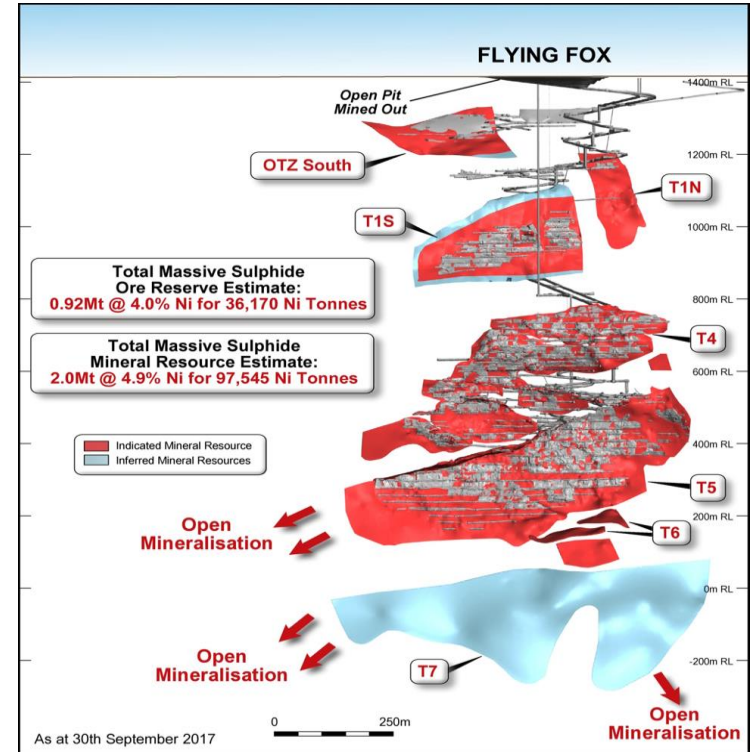 FLYING FOX
1400m RL
Open Pit
Mined Out
1200m RL
OTZ South
T1N
T1S
1000m RL
Total Massive Sulphide
Ore Reserve Estimate:
0.92Mt @ 4.0% Ni for 36,170 Ni Tonnes
800m RL
T4
Total Massive Sulphide
Mineral Resource Estimate:
2.0Mt @ 4.9% Ni for 97,545 Ni Tonnes
600m RL
Indicated Mineral Resource
Inferred Mineral Resources
400m RL
T5
200m RL
Open
Mineralisation
T6
0m RL
Open
Mineralisation
T7
-200m RL
Open
Mineralisation
0 250m
As at 30th September 2017